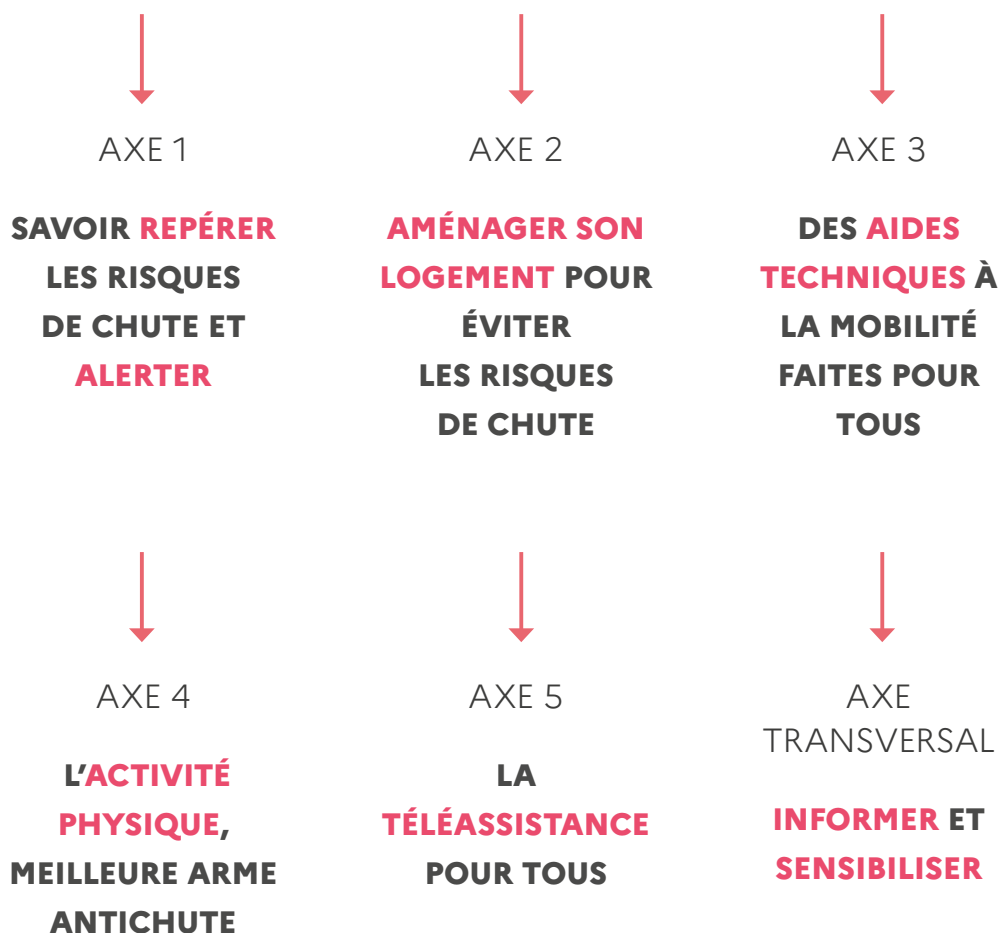 AXE 1
SAVOIR REPÉRER
LES RISQUES
DE CHUTE ET
ALERTER
AXE 2
AMÉNAGER SON
LOGEMENT POUR
ÉVITER
LES RISQUES
DE CHUTE
AXE 3
DES AIDES
TECHNIQUES À
LA MOBILITÉ
FAITES POUR
TOUS
AXE 4
L’ACTIVITÉ
PHYSIQUE,
MEILLEURE ARME
ANTICHUTE
AXE 5
LA
TÉLÉASSISTANCE
POUR TOUS
AXE
TRANSVERSAL
INFORMER ET
SENSIBILISER